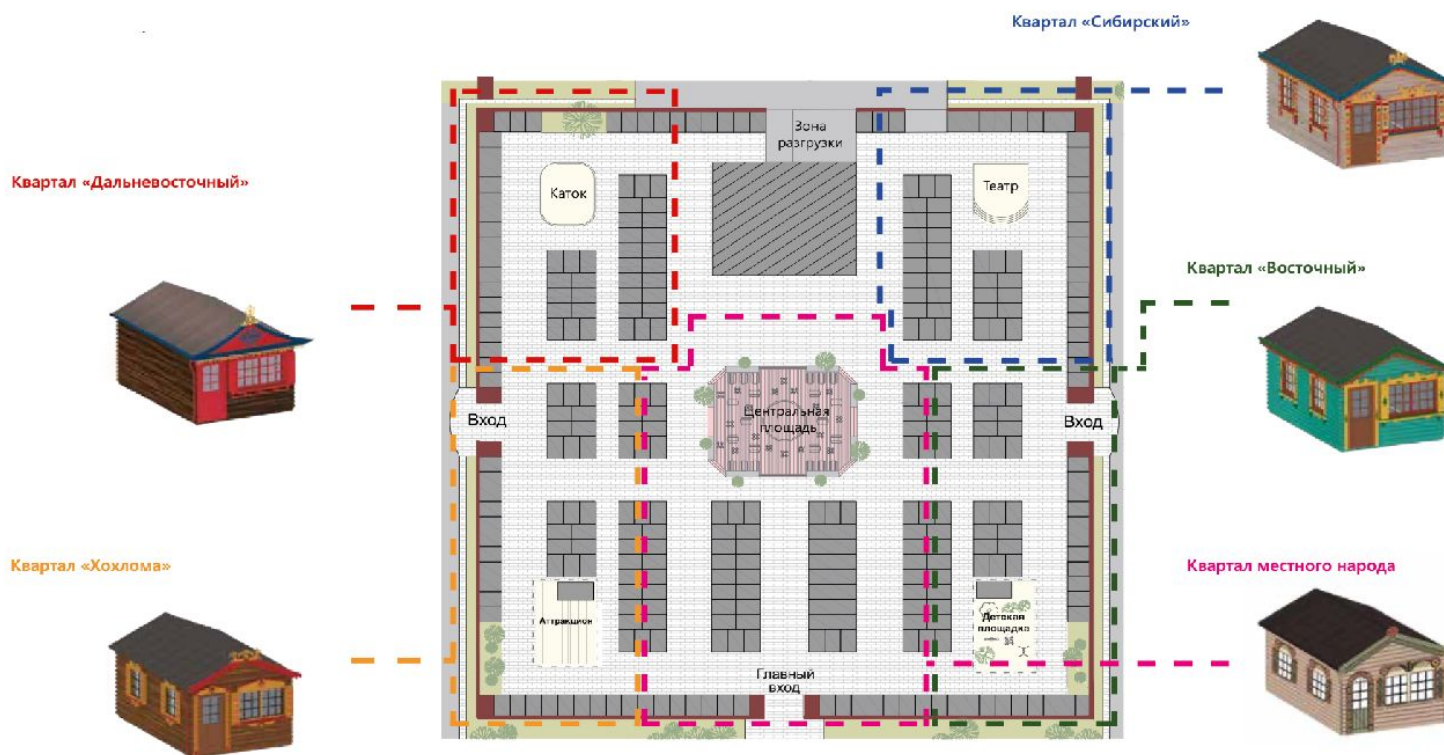 Квартал «Сибирский»
Зона
разгрузки
Квартал «Дальневосточный»
Каток
Театр
Квартал «Восточный»
Вход
Центральная
площадь
Вход
Квартал «Хохлома»
Квартал местного народа
Аттракцион
Детская
площадка
Главный
вход